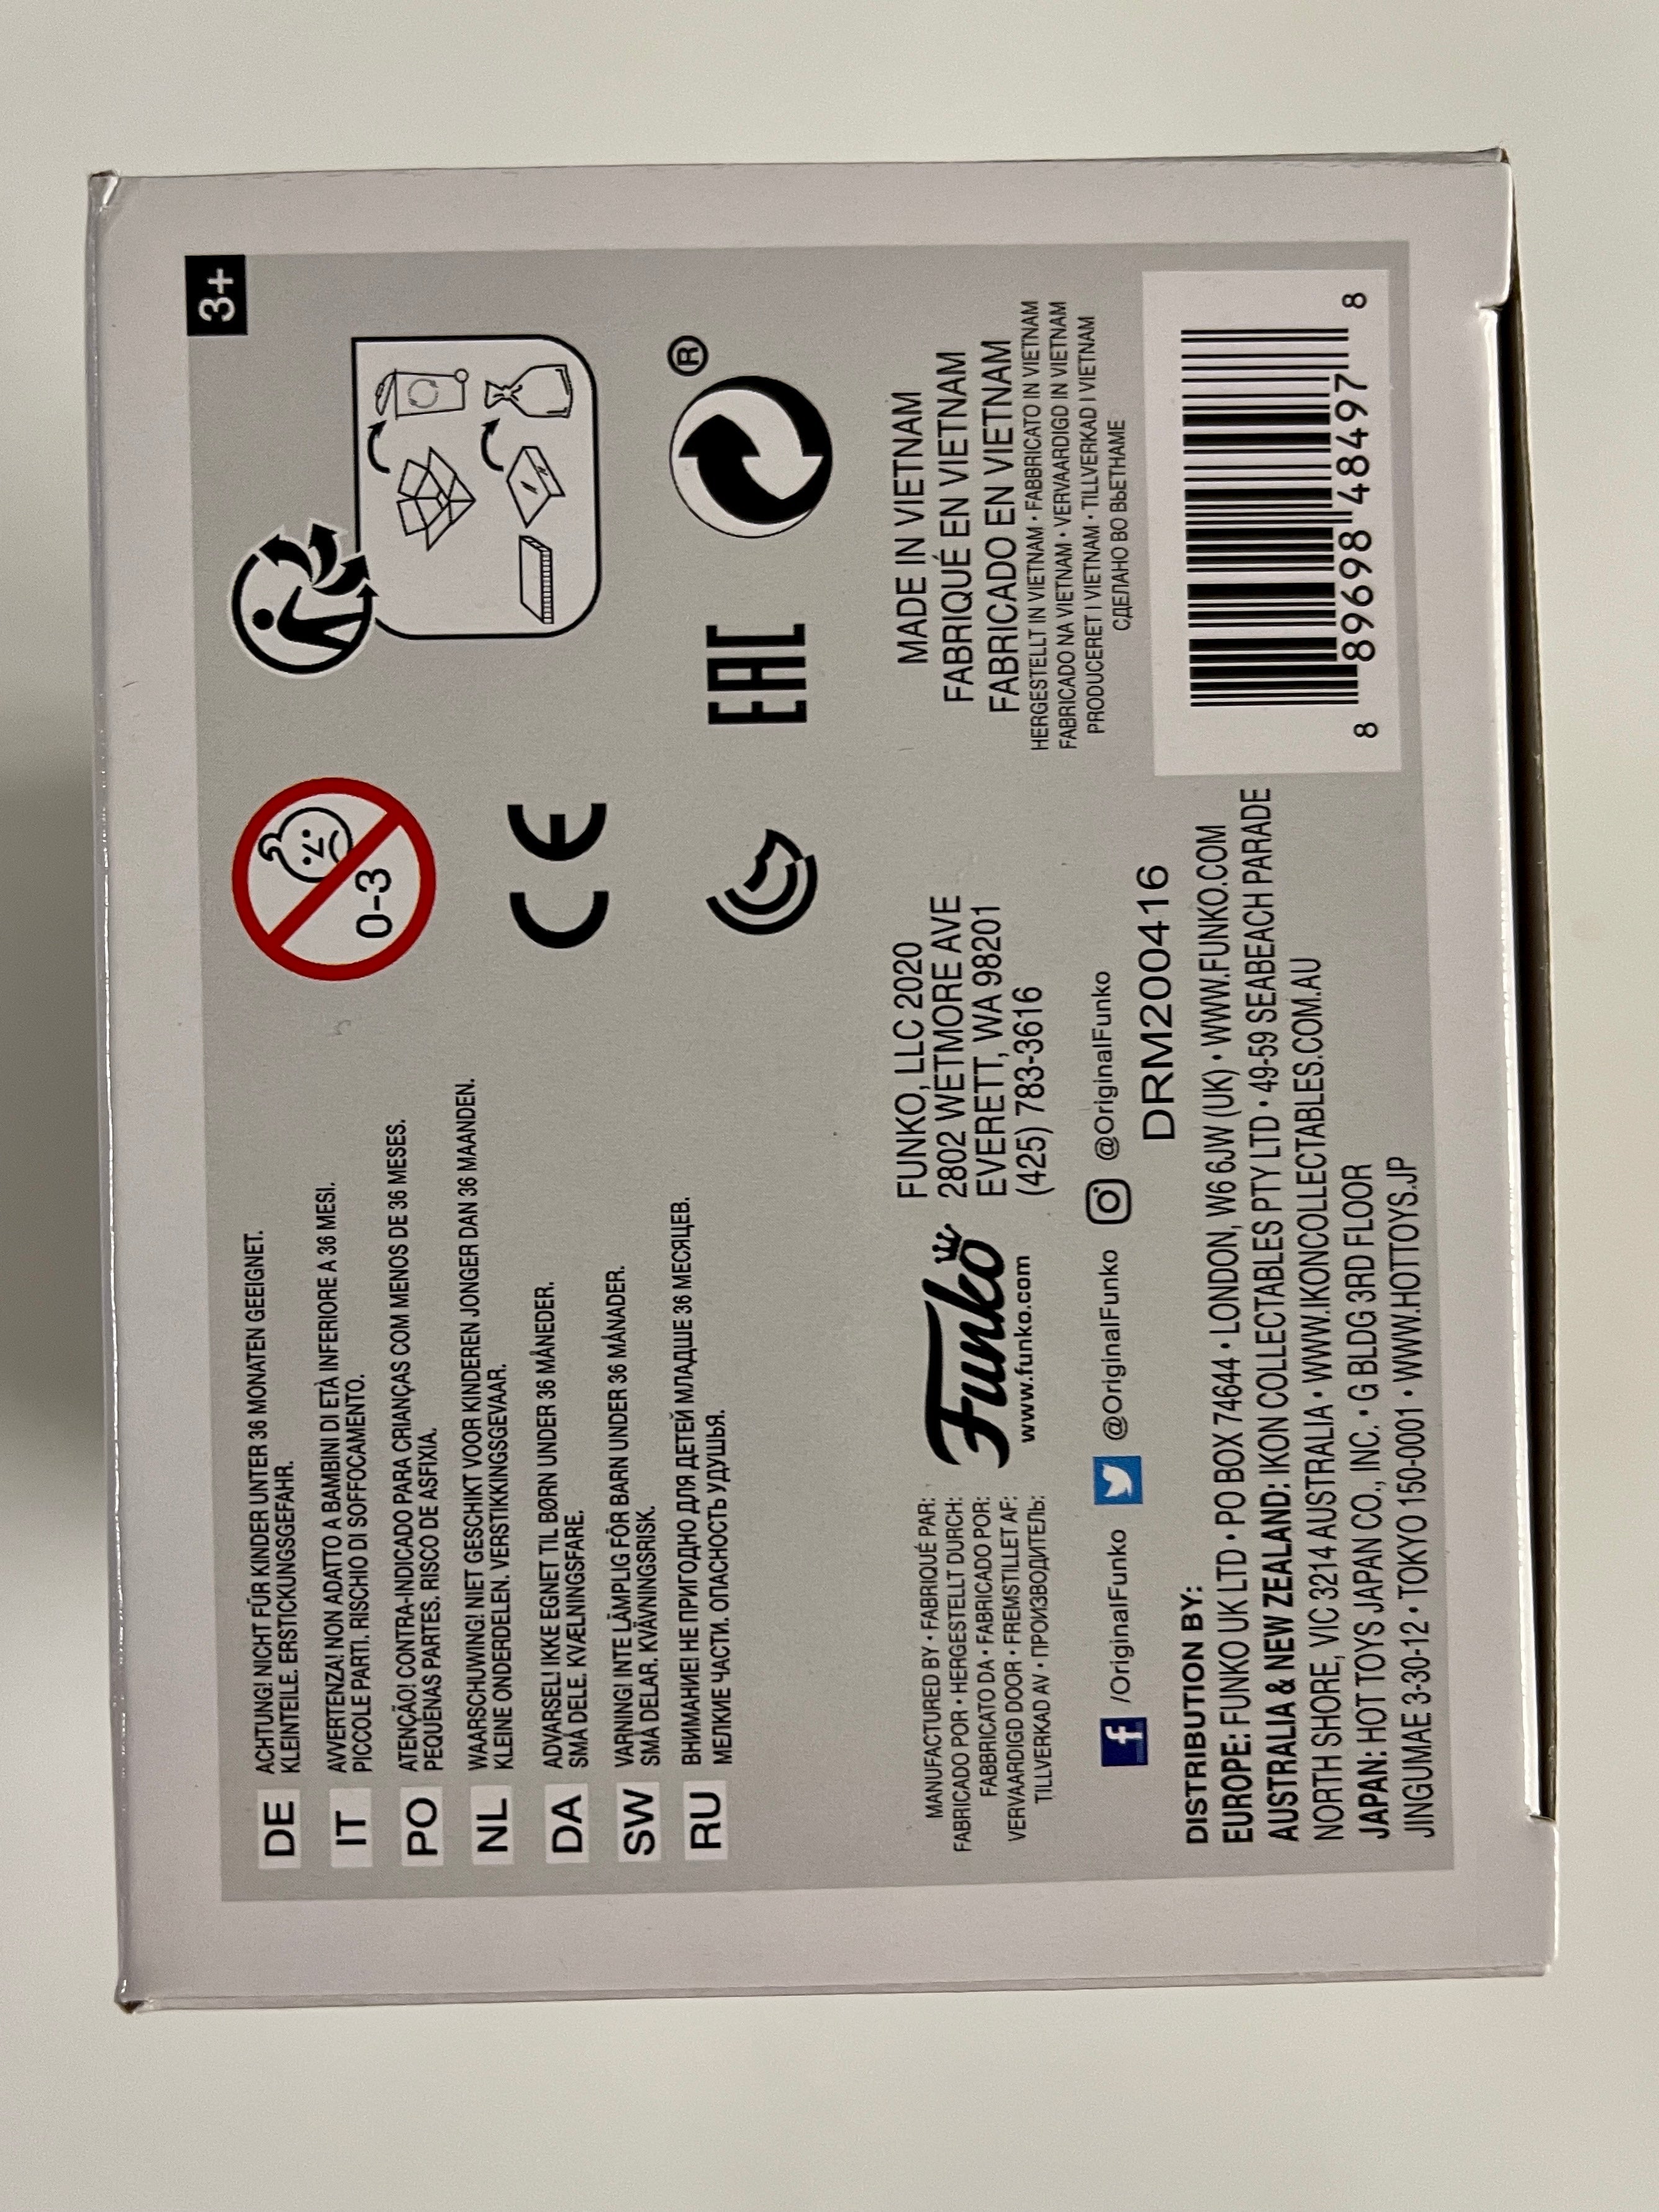 3+
DE
ACHTUNG! NICHT FÜR KINDER UNTER 36 MONATEN GEEIGNET.
KLEINTEILE. ERSTICKUNGSGEFAHR.
IT
AVVERTENZA! NON ADATTO A BAMBINI DI ETÀ INFERIORE A 36 MESI.
PICCOLE PARTI. RISCHIO DI SOFFOCAMENTO.
PO
ATENÇÃO! CONTRA-INDICADO PARA CRIANÇAS COM MENOS DE 36 MESES.
PEQUENAS PARTES. RISCO DE ASFIXIA.
NL
WAARSCHUWING! NIET GESCHIKT VOOR KINDEREN JONGER DAN 36 MAANDEN.
KLEINE ONDERDELEN. VERSTIKKINGSGEVAAR.
DA
ADVARSEL! IKKE EGNET TIL BØRN UNDER 36 MÅNEDER.
SMÅ DELE. KVÆLNINGSFARE.
SW
VARNING! INTE LÄMPLIG FÖR BARN UNDER 36 MÅNADER.
SMÅ DELAR. KVÄVNINGSRISK.
RU
ВНИМАНИЕ! НЕ ПРИГОДНО ДЛЯ ДЕТЕЙ МЛАДШЕ 36 МЕСЯЦЕВ.
МЕЛКИЕ ЧАСТИ. ОПАСНОСТЬ УДУШЬЯ.
0-3
CE
EAC
®
MANUFACTURED BY • FABRIQUÉ PAR:
FABRICADO POR • HERGESTELLT DURCH:
FABBRICATO DA • FABRICADO POR:
VERVAARDIGD DOOR • FREMSTILLET AF:
TILLVERKAD AV • ПРОИЗВОДИТЕЛЬ:
Funko
www.funko.com
FUNKO, LLC 2020
2802 WETMORE AVE
EVERETT, WA 98201
(425) 783-3616
/OriginalFunko @OriginalFunko @OriginalFunko
DRM200416
MADE IN VIETNAM
FABRIQUÉ EN VIETNAM
FABRICADO EN VIETNAM
HERGESTELLT IN VIETNAM • FABBRICATO IN VIETNAM
FABRICADO NA VIETNAM • VERVAARDIGD IN VIETNAM
PRODUCERET I VIETNAM • TILLVERKAD I VIETNAM
СДЕЛАНО ВО ВЬЕТНАМЕ
DISTRIBUTION BY:
EUROPE: FUNKO UK LTD • PO BOX 74644 • LONDON, W6 6JW (UK) • WWW.FUNKO.COM
AUSTRALIA & NEW ZEALAND: IKON COLLECTABLES PTY LTD • 49-59 SEABEACH PARADE
NORTH SHORE, VIC 3214 AUSTRALIA • WWW.IKONCOLLECTABLES.COM.AU
JAPAN: HOT TOYS JAPAN CO., INC. • G BLDG 3RD FLOOR
JINGUMAE 3-30-12 • TOKYO 150-0001 • WWW.HOTTOYS.JP
8 89698 48497 8